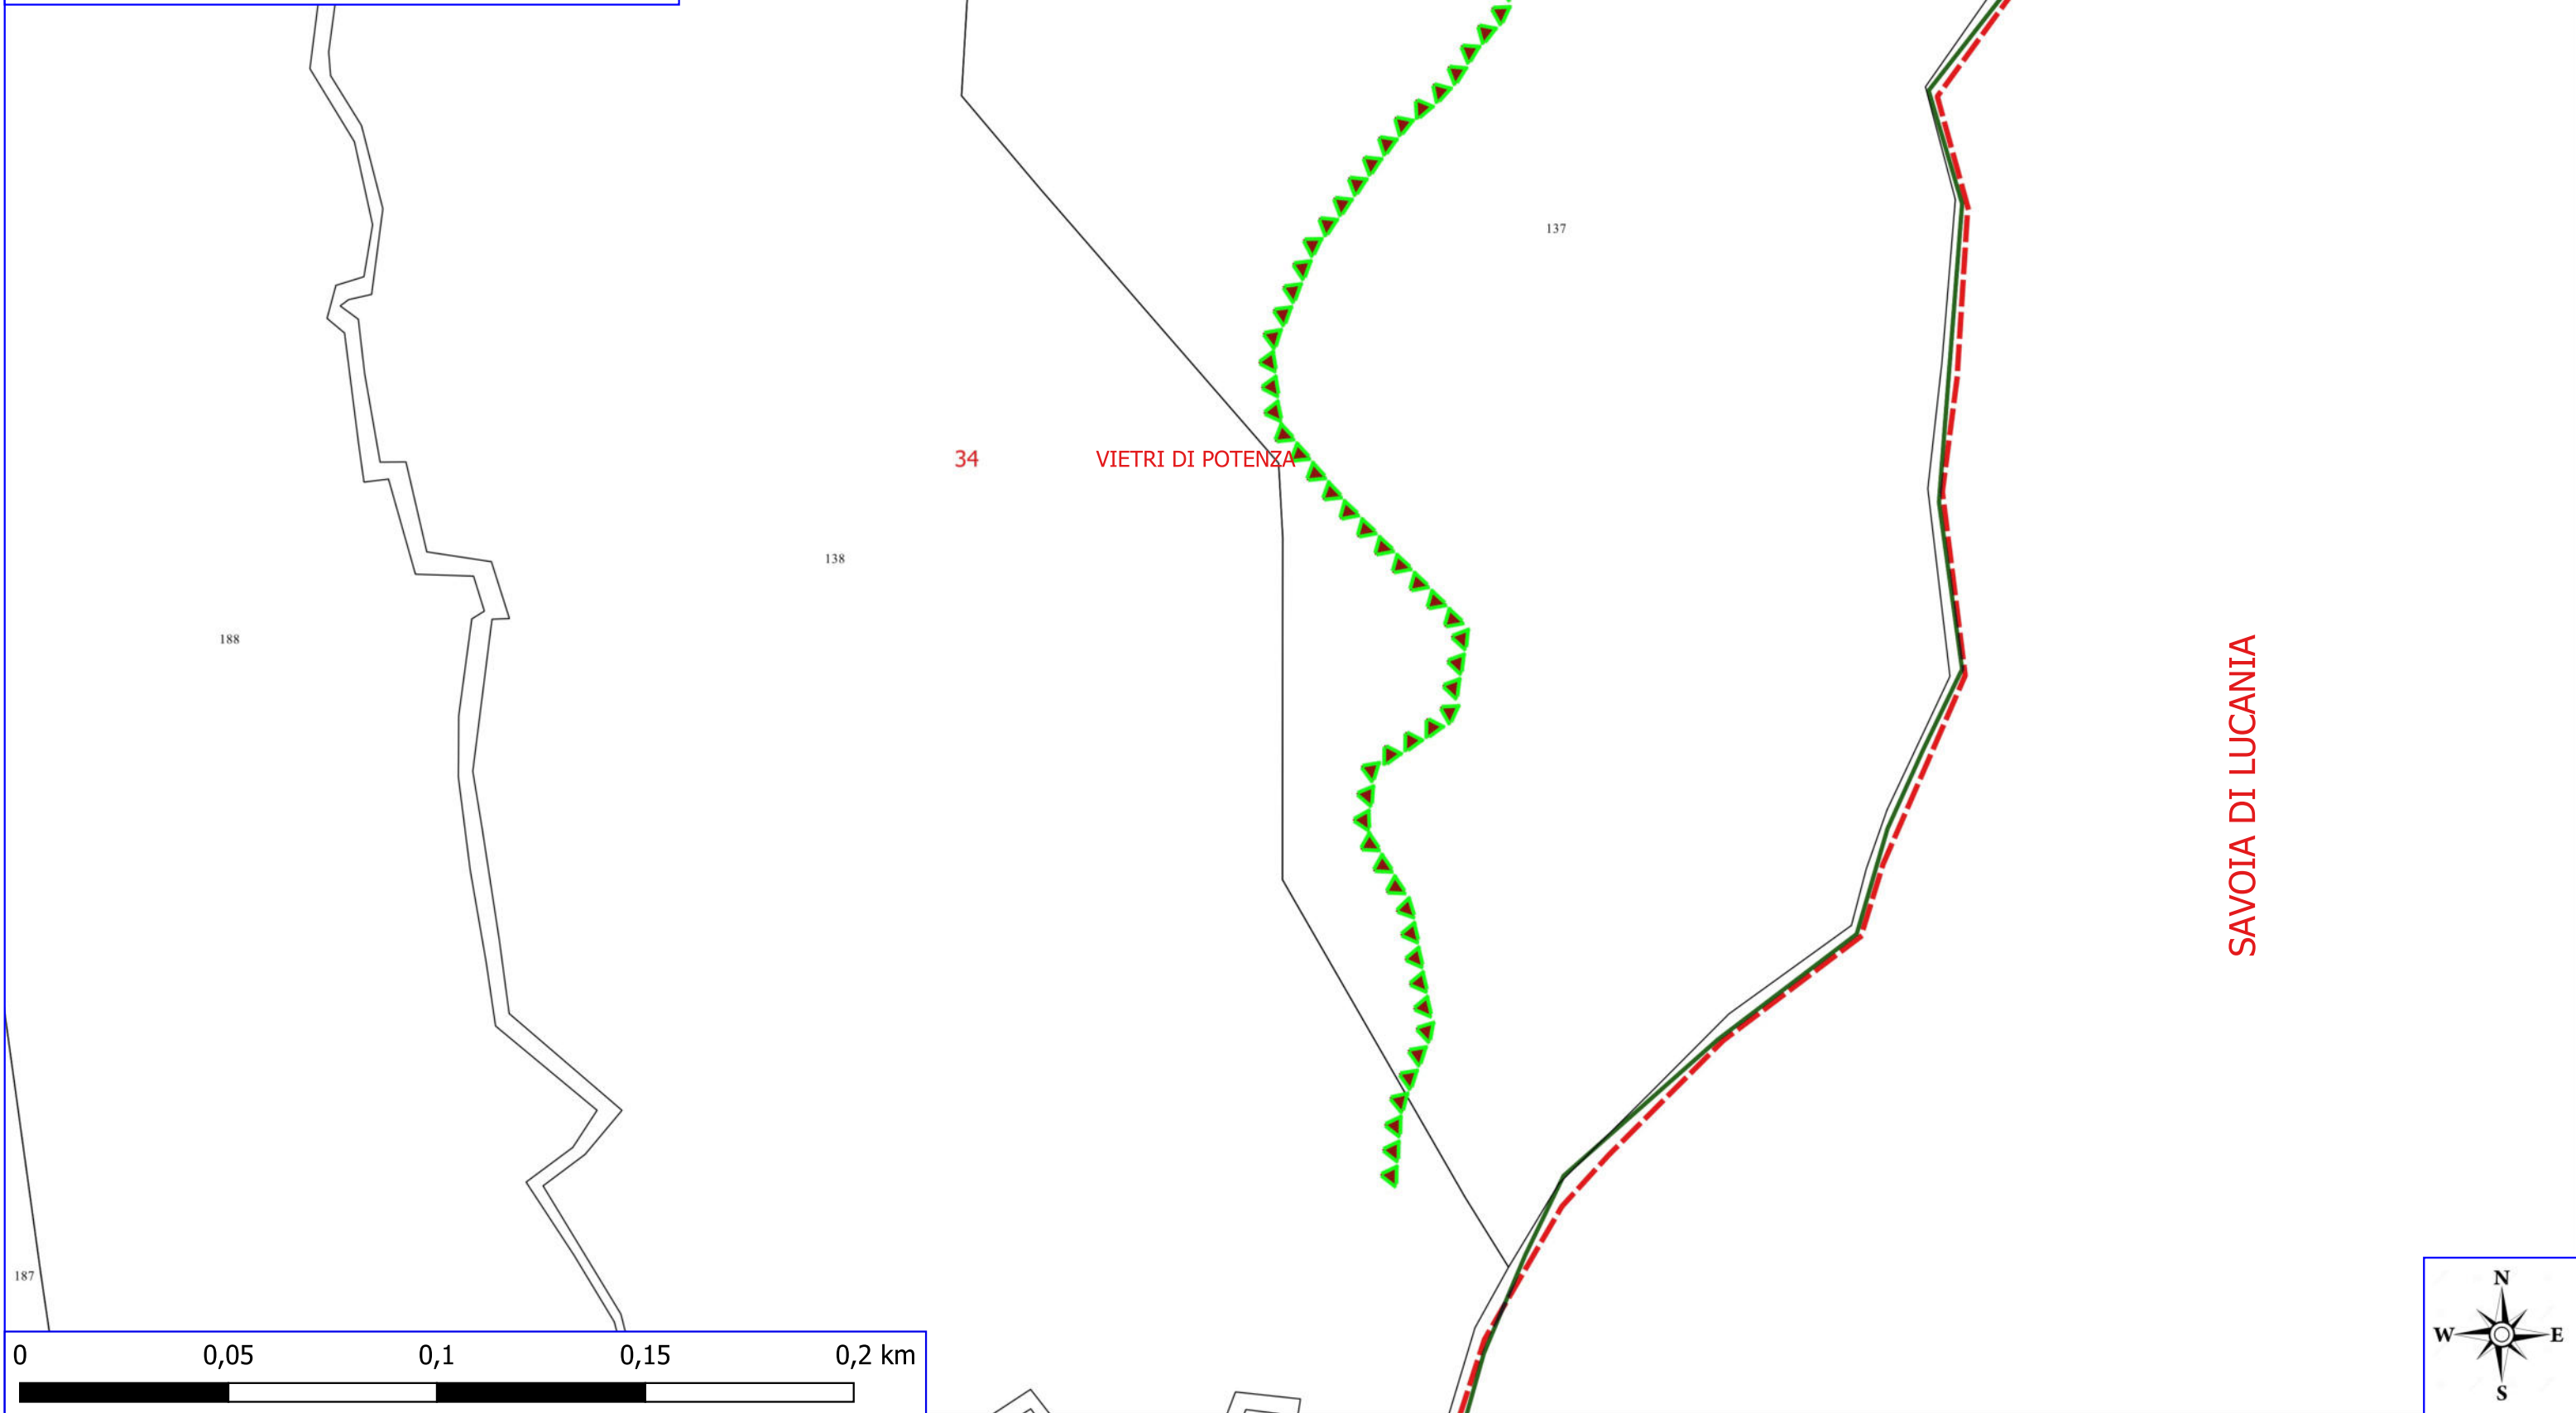 137
34 VIETRI DI POTENZA
138
188
SAVOIA DI LUCANIA
187
0 0,05 0,1 0,15 0,2 km
N
W E
S